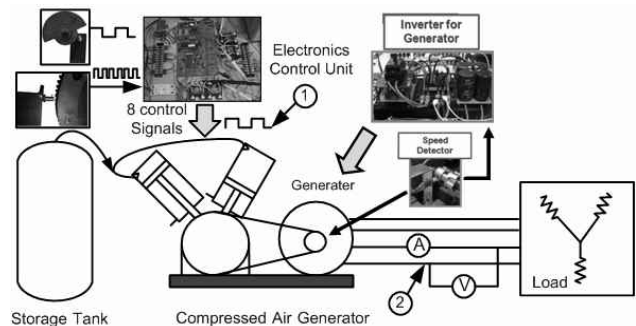 Inverter for
Generator
Electronics
Control Unit
8 control
Signals
1
Speed
Detector
Generater
A
V
2
Load
Storage Tank
Compressed Air Generator